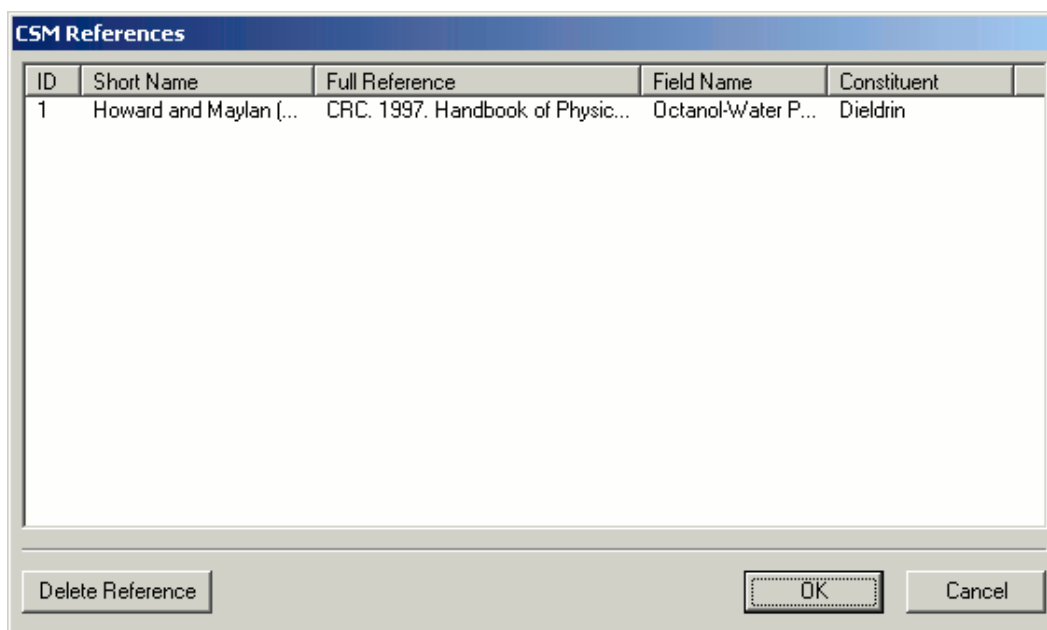 CSM References
ID Short Name Full Reference Field Name Constituent
1 Howard and Maylan (... CRC. 1997. Handbook of Physic... Octanol-Water P... Dieldrin
Delete Reference OK Cancel